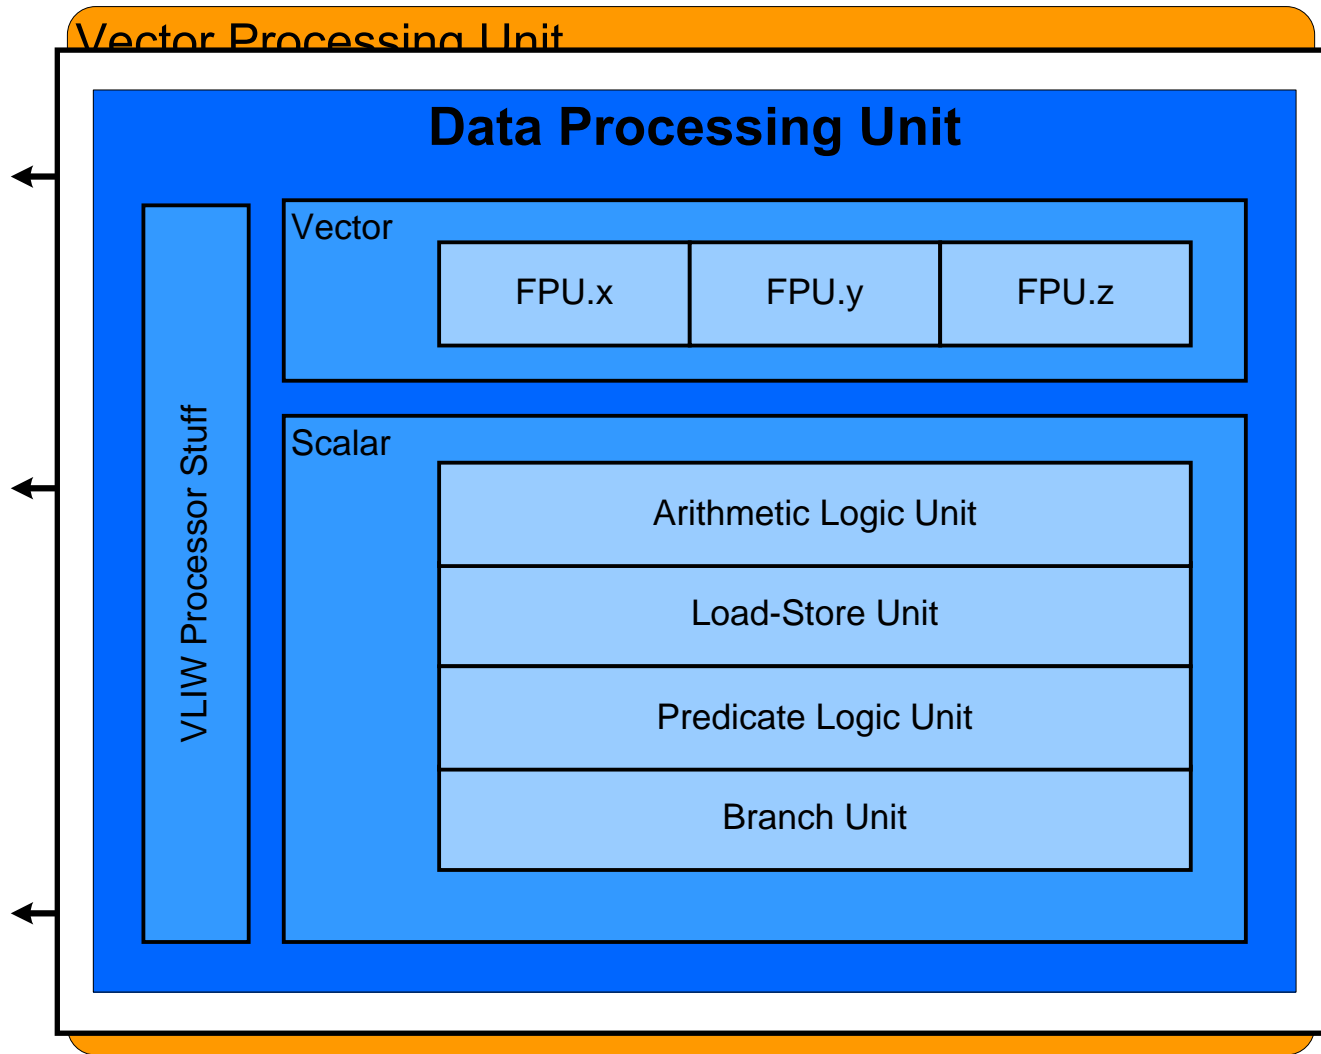 Vector Processing Unit
Data Processing Unit
VLIW Processor Stuff
Vector
FPU.x
FPU.y
FPU.z
Scalar
Arithmetic Logic Unit
Load-Store Unit
Predicate Logic Unit
Branch Unit